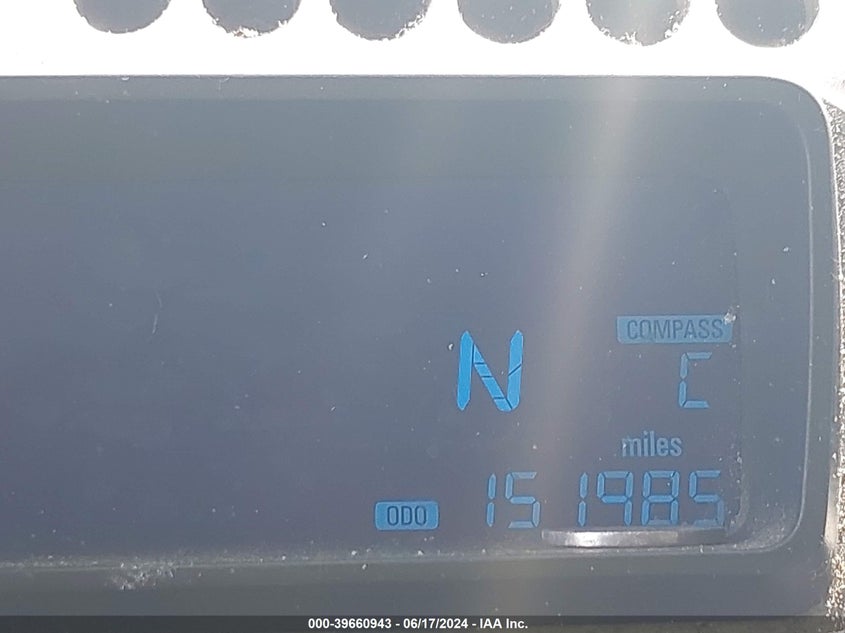 COMPASS
N C
miles
ODO 151985
000-39660943 - 06/17/2024 - IAA Inc.